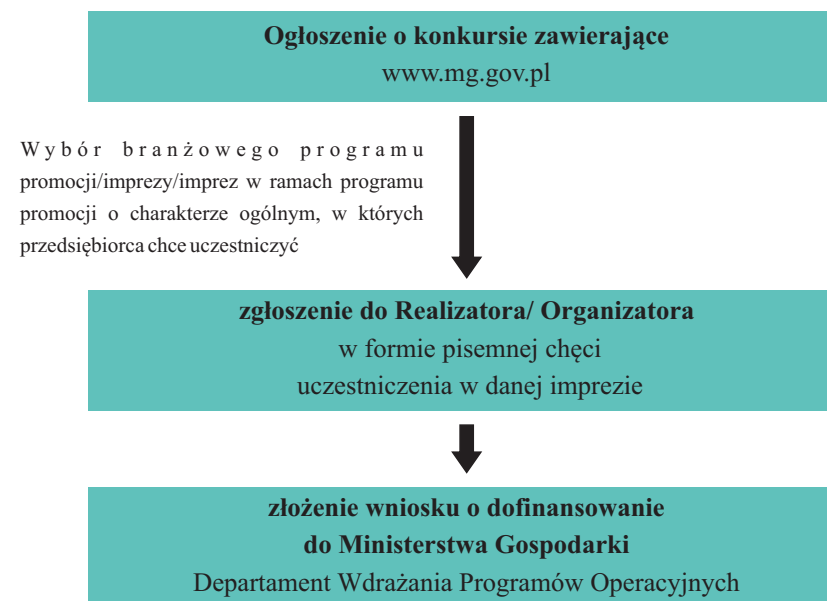 Ogłoszenie o konkursie zawierające
www.mg.gov.pl
Wybór branżowego programu
promocji/imprezy/imprez w ramach programu
promocji o charakterze ogólnym, w których
przedsiębiorca chce uczestniczyć
zgłoszenie do Realizatora/ Organizatora
w formie pisemnej chęci
uczestniczenia w danej imprezie
złożenie wniosku o dofinansowanie
do Ministerstwa Gospodarki
Departament Wdrażania Programów Operacyjnych